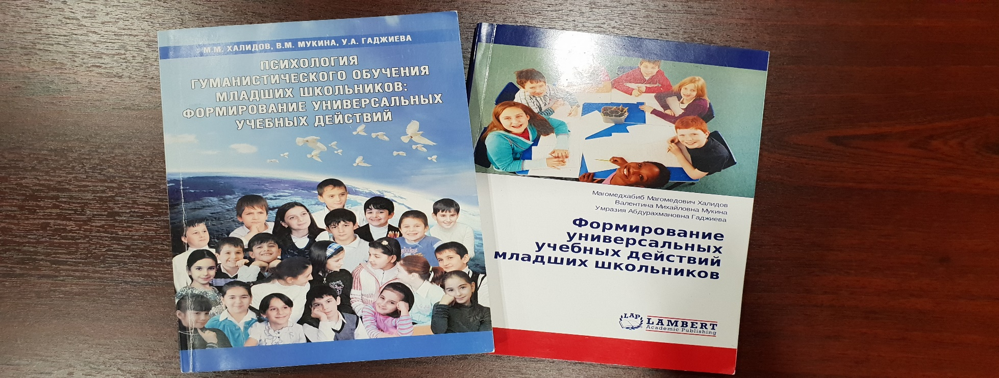 М.М. ХАЛИДОВ, В.М. МУКИНА, У.А. ГАДЖИЕВА
ПСИХОЛОГИЯ
ГУМАНИСТИЧЕСКОГО ОБУЧЕНИЯ
МЛАДШИХ ШКОЛЬНИКОВ:
ФОРМИРОВАНИЕ УНИВЕРСАЛЬНЫХ
УЧЕБНЫХ ДЕЙСТВИЙ
Магомедхабиб Магомедович Халидов
Валентина Михайловна Мукина
Умразия Абдурахмановна Гаджиева
Формирование
универсальных
учебных действий
младших школьников
LAP
LAMBERT
Academic Publishing